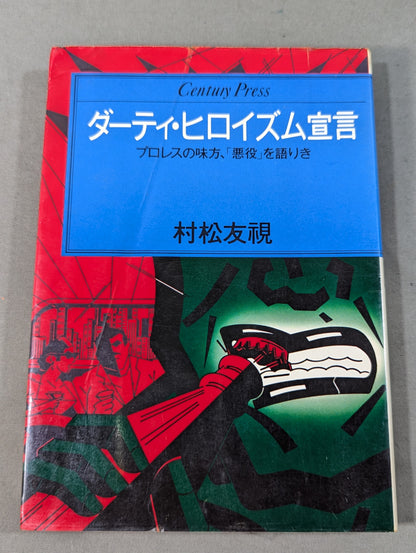 Century Press
ダーティ・ヒロイズム宣言
プロレスの味方、「悪役」を語りき
村松友視